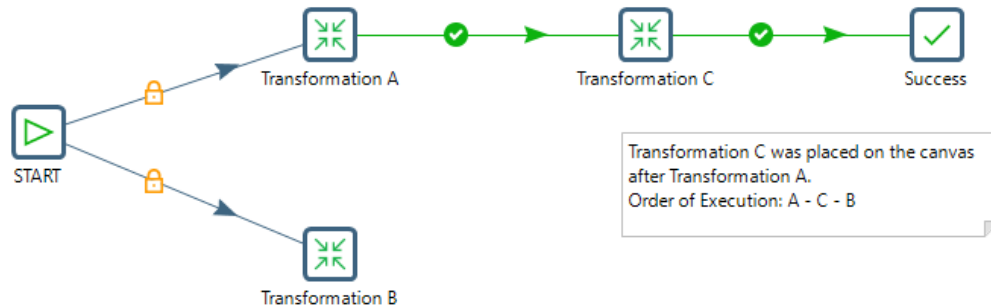 Transformation A
Transformation C
Success
START
Transformation C was placed on the canvas
after Transformation A.
Order of Execution: A - C - B
Transformation B